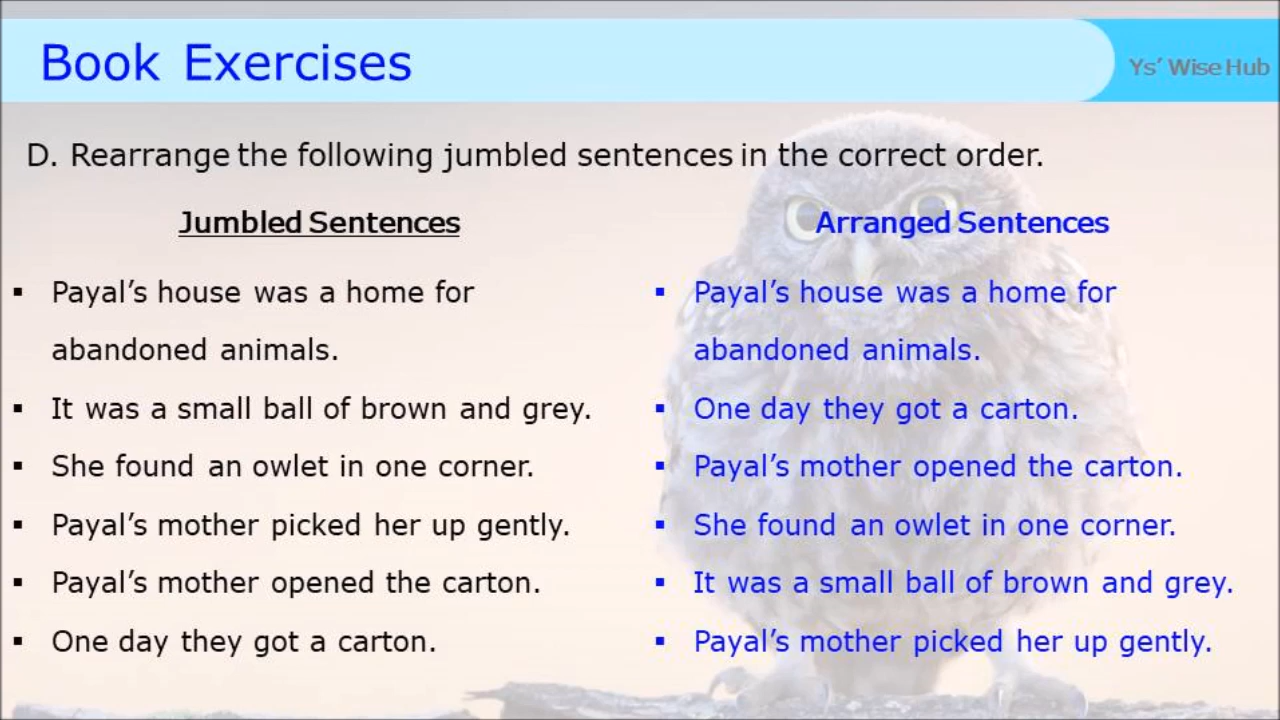 Book Exercises
Ys' Wise Hub
D. Rearrange the following jumbled sentences in the correct order.
Jumbled Sentences
▪ Payal's house was a home for
abandoned animals.
▪ It was a small ball of brown and grey.
▪ She found an owlet in one corner.
▪ Payal's mother picked her up gently.
▪ Payal's mother opened the carton.
▪ One day they got a carton.
Arranged Sentences
▪ Payal's house was a home for
abandoned animals.
▪ One day they got a carton.
▪ Payal's mother opened the carton.
▪ She found an owlet in one corner.
▪ It was a small ball of brown and grey.
▪ Payal's mother picked her up gently.